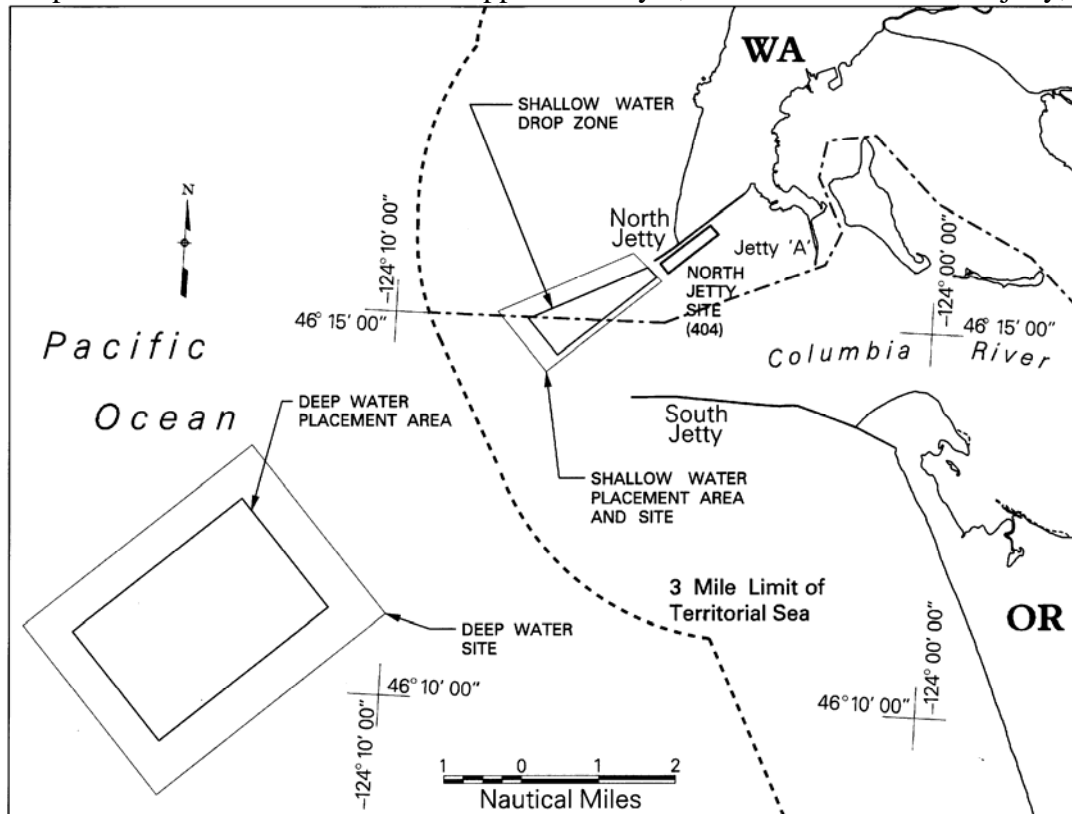 WA
SHALLOW WATER
DROP ZONE
N
North
Jetty
Jetty 'A'
NORTH
JETTY
SITE
(404)
-124° 10' 00"
46° 15' 00"
-124° 00' 00"
46° 15' 00"
Columbia River
Pacific
Ocean
DEEP WATER
PLACEMENT AREA
South
Jetty
SHALLOW WATER
PLACEMENT AREA
AND SITE
3 Mile Limit of
Territorial Sea
OR
DEEP WATER
SITE
46° 10' 00"
-124° 10' 00"
46° 10' 00"
-124° 00' 00"
1 0 1 2
Nautical Miles